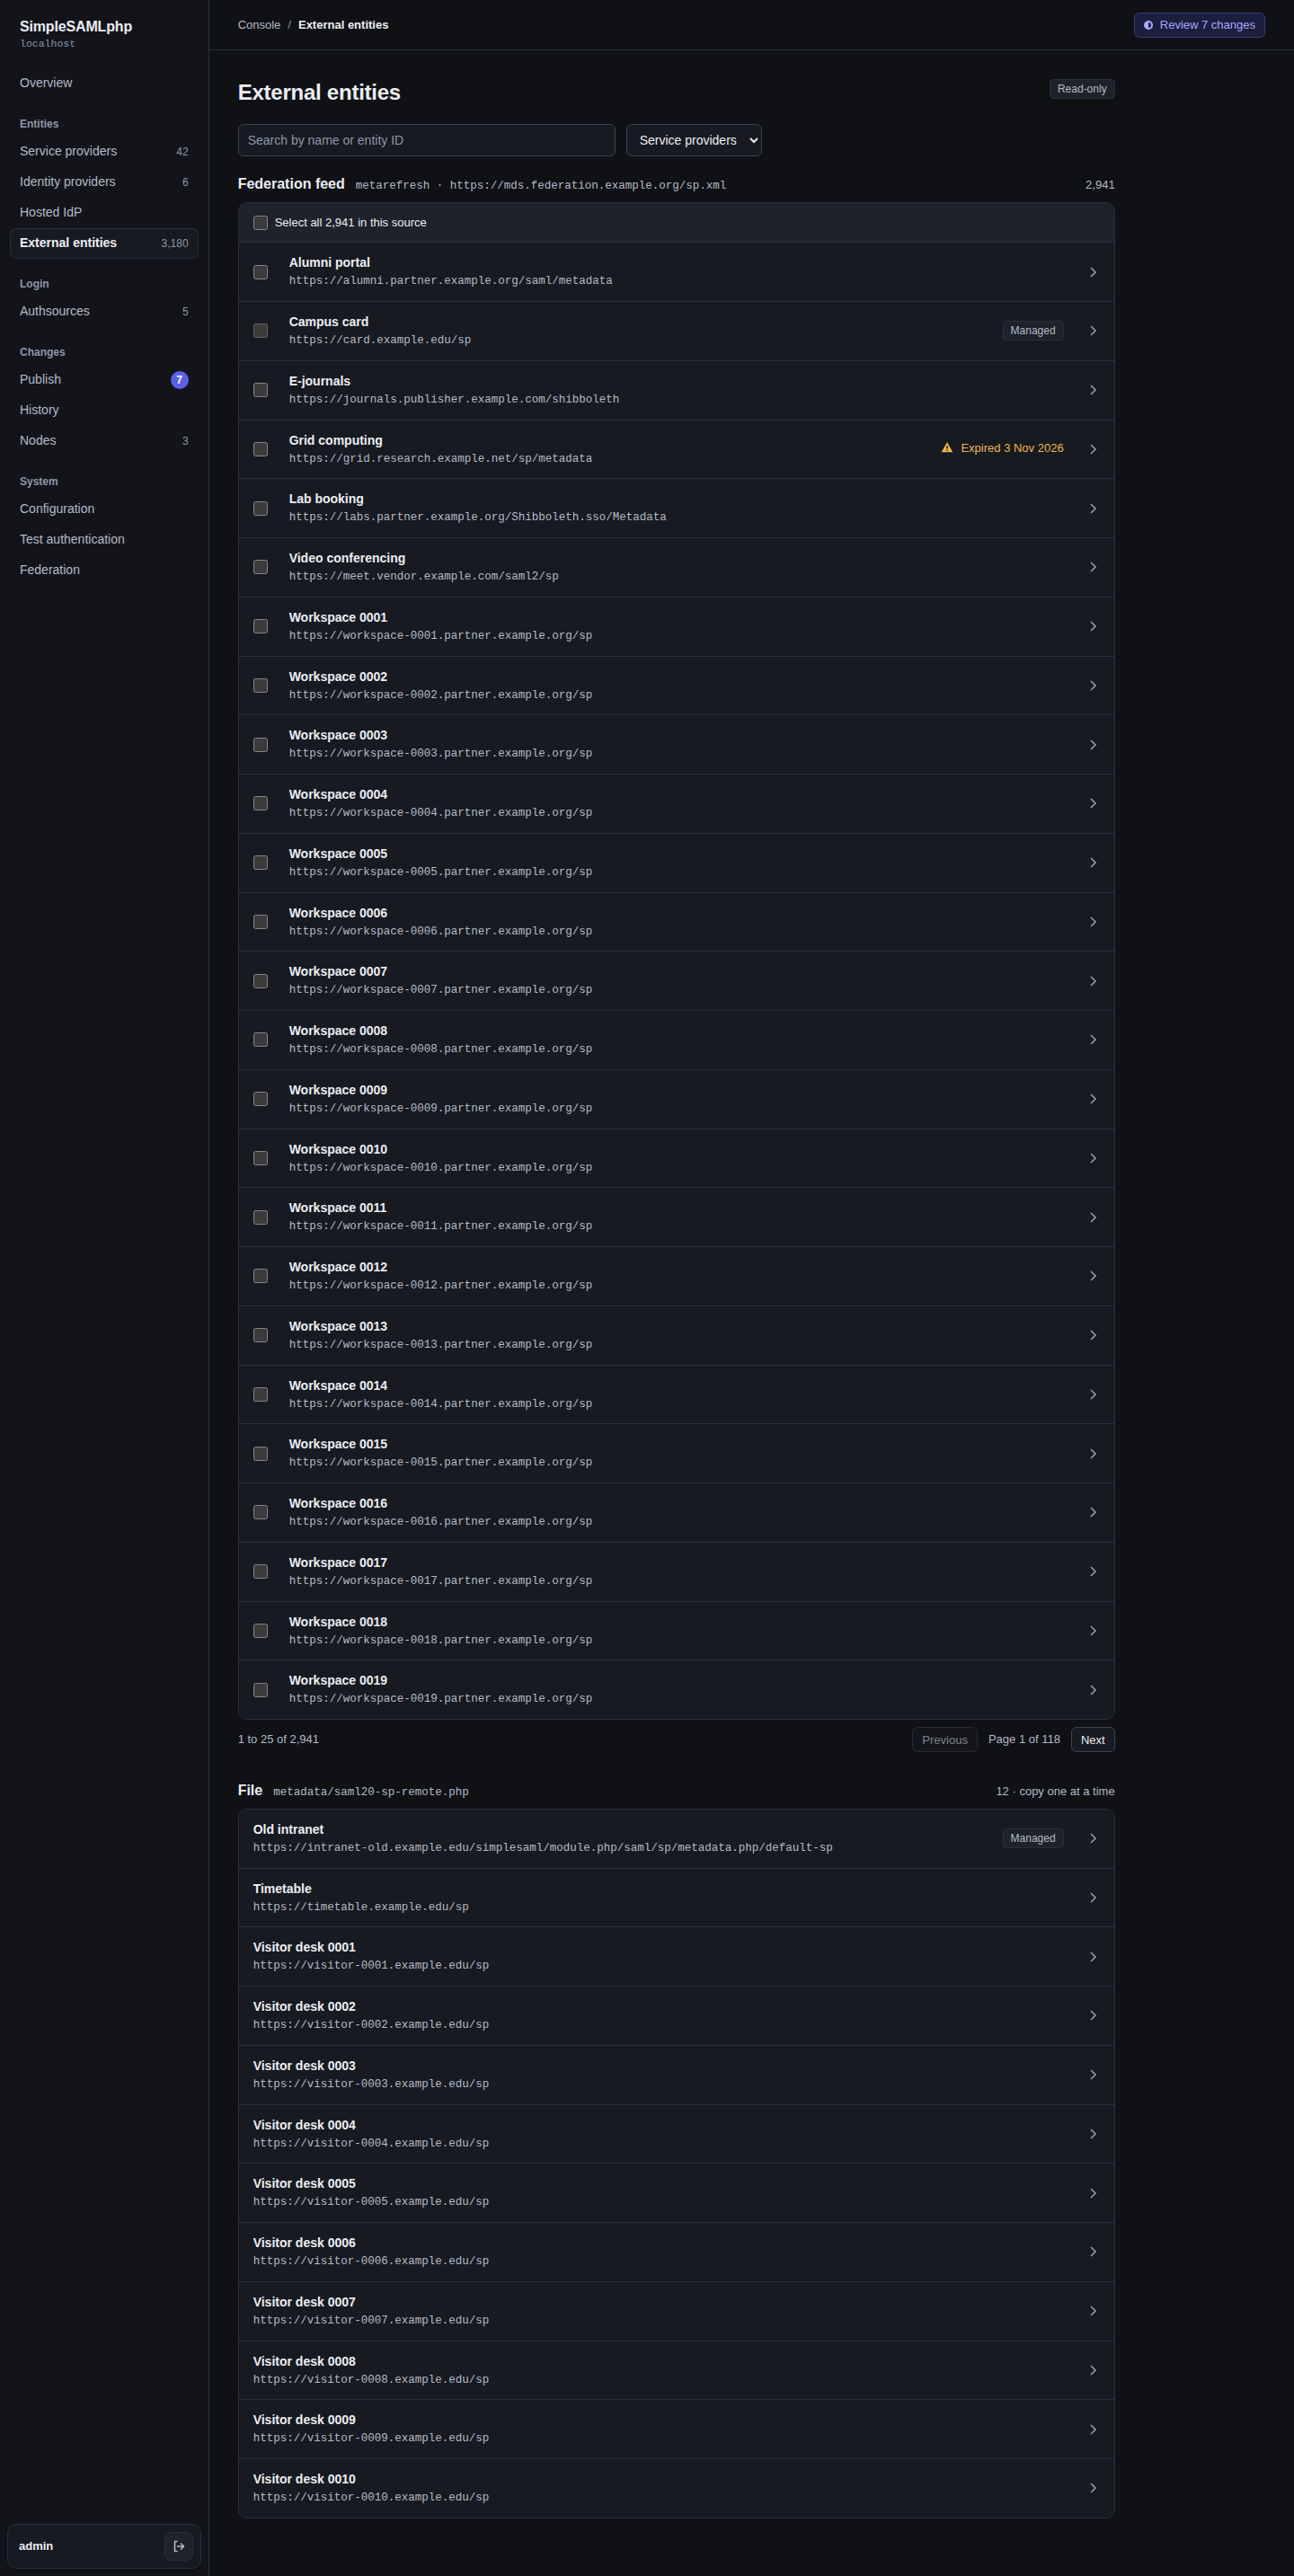 SimpleSAMLphp
localhost
Overview
Entities
Service providers 42
Identity providers 6
Hosted IdP
External entities 3,180
Login
Authsources 5
Changes
Publish 7
History
Nodes 3
System
Configuration
Test authentication
Federation
admin
Console / External entities
Review 7 changes
External entities
Read-only
Search by name or entity ID
Service providers
Federation feed metarefresh · https://mds.federation.example.org/sp.xml 2,941
Select all 2,941 in this source
Alumni portal
https://alumni.partner.example.org/saml/metadata
Campus card
https://card.example.edu/sp
Managed
E-journals
https://journals.publisher.example.com/shibboleth
Grid computing
https://grid.research.example.net/sp/metadata
Expired 3 Nov 2026
Lab booking
https://labs.partner.example.org/Shibboleth.sso/Metadata
Video conferencing
https://meet.vendor.example.com/saml2/sp
Workspace 0001
https://workspace-0001.partner.example.org/sp
Workspace 0002
https://workspace-0002.partner.example.org/sp
Workspace 0003
https://workspace-0003.partner.example.org/sp
Workspace 0004
https://workspace-0004.partner.example.org/sp
Workspace 0005
https://workspace-0005.partner.example.org/sp
Workspace 0006
https://workspace-0006.partner.example.org/sp
Workspace 0007
https://workspace-0007.partner.example.org/sp
Workspace 0008
https://workspace-0008.partner.example.org/sp
Workspace 0009
https://workspace-0009.partner.example.org/sp
Workspace 0010
https://workspace-0010.partner.example.org/sp
Workspace 0011
https://workspace-0011.partner.example.org/sp
Workspace 0012
https://workspace-0012.partner.example.org/sp
Workspace 0013
https://workspace-0013.partner.example.org/sp
Workspace 0014
https://workspace-0014.partner.example.org/sp
Workspace 0015
https://workspace-0015.partner.example.org/sp
Workspace 0016
https://workspace-0016.partner.example.org/sp
Workspace 0017
https://workspace-0017.partner.example.org/sp
Workspace 0018
https://workspace-0018.partner.example.org/sp
Workspace 0019
https://workspace-0019.partner.example.org/sp
1 to 25 of 2,941
Previous Page 1 of 118 Next
File metadata/saml20-sp-remote.php 12 · copy one at a time
Old intranet
https://intranet-old.example.edu/simplesaml/module.php/saml/sp/metadata.php/default-sp
Managed
Timetable
https://timetable.example.edu/sp
Visitor desk 0001
https://visitor-0001.example.edu/sp
Visitor desk 0002
https://visitor-0002.example.edu/sp
Visitor desk 0003
https://visitor-0003.example.edu/sp
Visitor desk 0004
https://visitor-0004.example.edu/sp
Visitor desk 0005
https://visitor-0005.example.edu/sp
Visitor desk 0006
https://visitor-0006.example.edu/sp
Visitor desk 0007
https://visitor-0007.example.edu/sp
Visitor desk 0008
https://visitor-0008.example.edu/sp
Visitor desk 0009
https://visitor-0009.example.edu/sp
Visitor desk 0010
https://visitor-0010.example.edu/sp